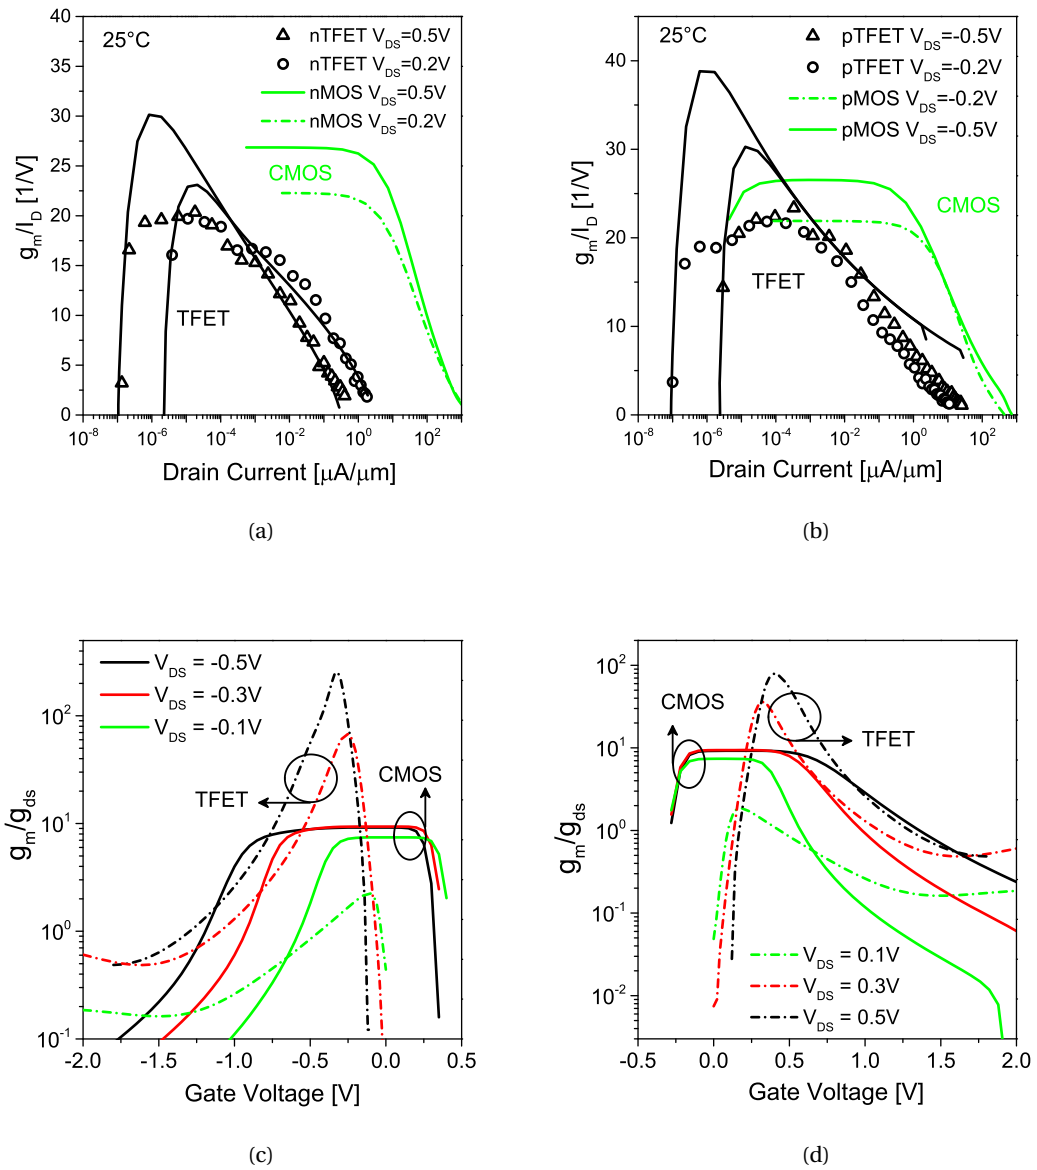 25°C
nTFET V_DS=0.5V
nTFET V_DS=0.2V
nMOS V_DS=0.5V
nMOS V_DS=0.2V
CMOS
TFET
g_m/I_D [1/V]
40
35
30
25
20
15
10
5
0
10^-8 10^-6 10^-4 10^-2 10^0 10^2
Drain Current [µA/µm]
(a)
25°C
pTFET V_DS=-0.5V
pTFET V_DS=-0.2V
pMOS V_DS=-0.2V
pMOS V_DS=-0.5V
CMOS
TFET
g_m/I_D [1/V]
40
30
20
10
0
10^-8 10^-6 10^-4 10^-2 10^0 10^2
Drain Current [µA/µm]
(b)
V_DS = -0.5V
V_DS = -0.3V
V_DS = -0.1V
CMOS
TFET
g_m/g_ds
10^2
10^1
10^0
10^-1
-2.0 -1.5 -1.0 -0.5 0.0 0.5
Gate Voltage [V]
(c)
CMOS
TFET
V_DS = 0.1V
V_DS = 0.3V
V_DS = 0.5V
g_m/g_ds
10^2
10^1
10^0
10^-1
10^-2
-0.5 0.0 0.5 1.0 1.5 2.0
Gate Voltage [V]
(d)